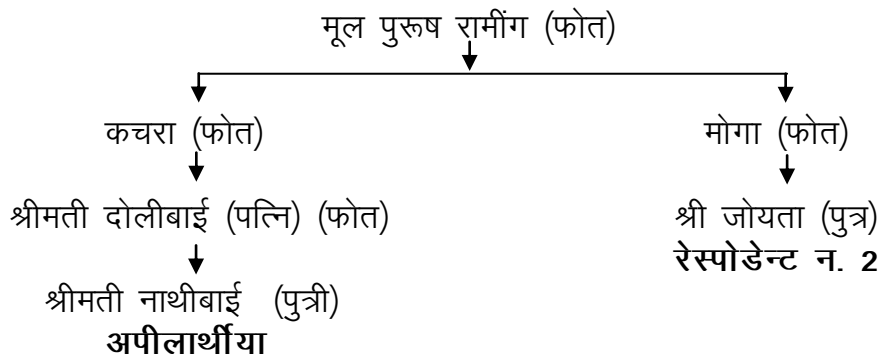 मूल पुरूष रामींग (फोत)
कचरा (फोत)
मोगा (फोत)
श्रीमती दोलीबाई (पत्नि) (फोत)
श्री जोयता (पुत्र)
रेस्पोडेन्ट न. 2
श्रीमती नाथीबाई (पुत्री)
अपीलार्थीया